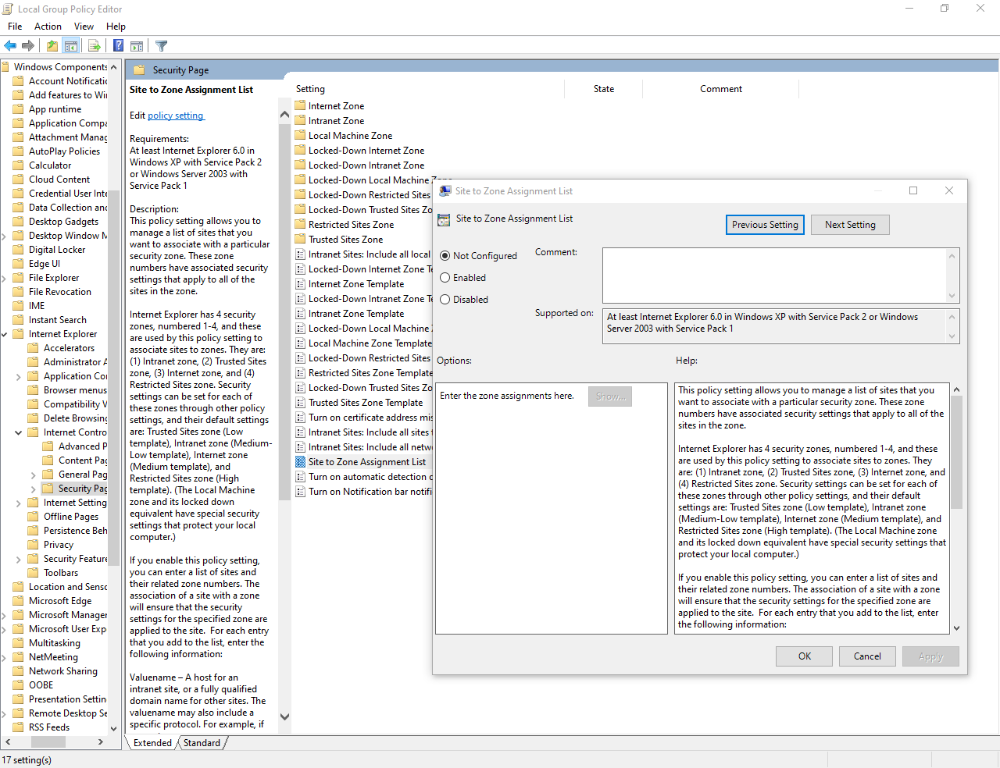 Local Group Policy Editor
File Action View Help
Windows Components
Account Notificatio
Add features to Wi
App runtime
Application Compa
Attachment Manag
AutoPlay Policies
Calculator
Cloud Content
Credential User Inte
Data Collection and
Desktop Gadgets
Desktop Window M
Digital Locker
Edge UI
File Explorer
File Revocation
IME
Instant Search
Internet Explorer
Accelerators
Administrator A
Application Cor
Browser menus
Compatibility V
Delete Browsing
Internet Contro
Advanced P
Content Pag
General Pag
Security Pag
Internet Setting
Offline Pages
Persistence Beh
Privacy
Security Feature
Toolbars
Location and Senso
Microsoft Edge
Microsoft Manager
Microsoft User Exp
Multitasking
NetMeeting
Network Sharing
OOBE
Presentation Settin
Remote Desktop Se
RSS Feeds
Security Page
Site to Zone Assignment List
Edit policy setting
Requirements:
At least Internet Explorer 6.0 in
Windows XP with Service Pack 2
or Windows Server 2003 with
Service Pack 1
Description:
This policy setting allows you to
manage a list of sites that you
want to associate with a particular
security zone. These zone
numbers have associated security
settings that apply to all of the
sites in the zone.
Internet Explorer has 4 security
zones, numbered 1-4, and these
are used by this policy setting to
associate sites to zones. They are:
(1) Intranet zone, (2) Trusted Sites
zone, (3) Internet zone, and (4)
Restricted Sites zone. Security
settings can be set for each of
these zones through other policy
settings, and their default settings
are: Trusted Sites zone (Low
template), Intranet zone (Medium-
Low template), Internet zone
(Medium template), and
Restricted Sites zone (High
template). (The Local Machine
zone and its locked down
equivalent have special security
settings that protect your local
computer.)
If you enable this policy setting,
you can enter a list of sites and
their related zone numbers. The
association of a site with a zone
will ensure that the security
settings for the specified zone are
applied to the site.  For each entry
that you add to the list, enter the
following information:
Valuename – A host for an
intranet site, or a fully qualified
domain name for other sites. The
valuename may also include a
specific protocol. For example, if
Setting State Comment
Internet Zone
Intranet Zone
Local Machine Zone
Locked-Down Internet Zone
Locked-Down Intranet Zone
Locked-Down Local Machine Zone
Locked-Down Restricted Sites
Locked-Down Trusted Sites Zo
Restricted Sites Zone
Trusted Sites Zone
Intranet Sites: Include all local
Locked-Down Internet Zone Te
Internet Zone Template
Locked-Down Intranet Zone Te
Intranet Zone Template
Locked-Down Local Machine Z
Local Machine Zone Template
Locked-Down Restricted Sites
Restricted Sites Zone Template
Locked-Down Trusted Sites Zo
Trusted Sites Zone Template
Turn on certificate address mis
Intranet Sites: Include all sites t
Intranet Sites: Include all netw
Site to Zone Assignment List
Turn on automatic detection o
Turn on Notification bar notifi
Extended Standard
17 setting(s)
Site to Zone Assignment List
Site to Zone Assignment List
Previous Setting Next Setting
Not Configured
Enabled
Disabled
Comment:
Supported on:
At least Internet Explorer 6.0 in Windows XP with Service Pack 2 or Windows
Server 2003 with Service Pack 1
Options:
Help:
Enter the zone assignments here. Show...
This policy setting allows you to manage a list of sites that you
want to associate with a particular security zone. These zone
numbers have associated security settings that apply to all of the
sites in the zone.
Internet Explorer has 4 security zones, numbered 1-4, and these
are used by this policy setting to associate sites to zones. They
are: (1) Intranet zone, (2) Trusted Sites zone, (3) Internet zone, and
(4) Restricted Sites zone. Security settings can be set for each of
these zones through other policy settings, and their default
settings are: Trusted Sites zone (Low template), Intranet zone
(Medium-Low template), Internet zone (Medium template), and
Restricted Sites zone (High template). (The Local Machine zone
and its locked down equivalent have special security settings that
protect your local computer.)
If you enable this policy setting, you can enter a list of sites and
their related zone numbers. The association of a site with a zone
will ensure that the security settings for the specified zone are
applied to the site.  For each entry that you add to the list, enter
the following information:
OK Cancel Apply